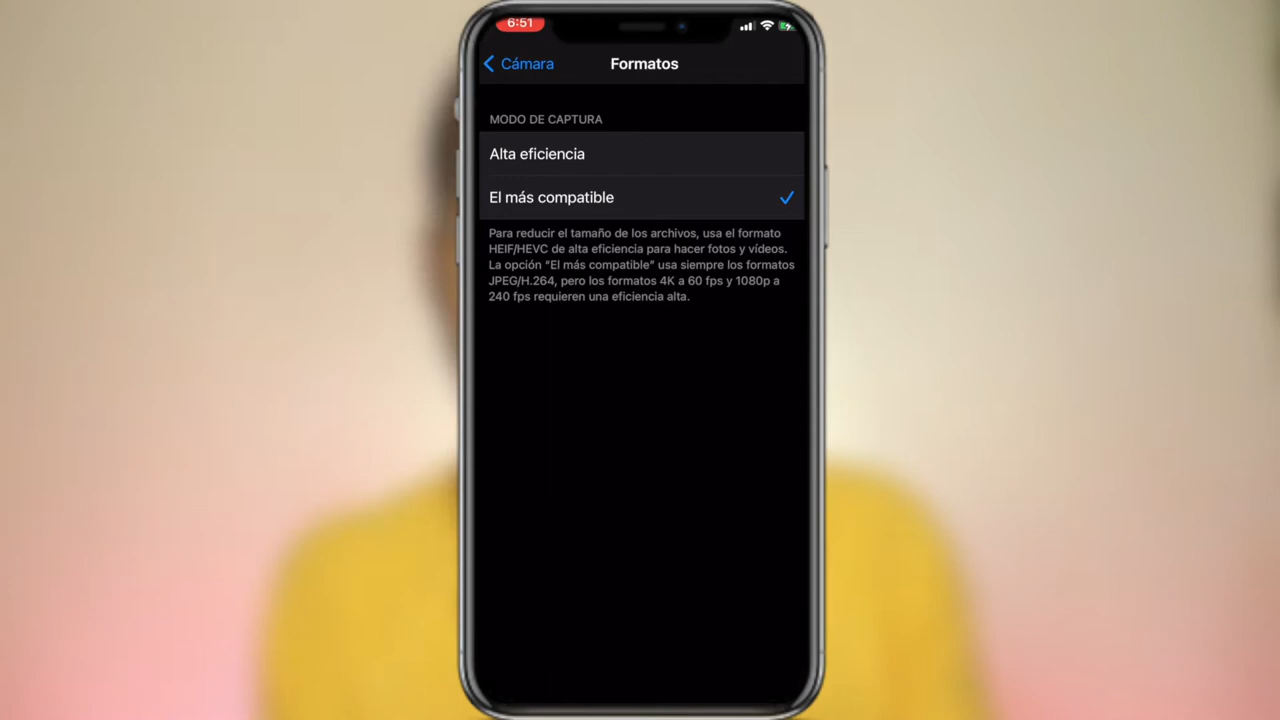 6:51
Cámara
Formatos
MODO DE CAPTURA
Alta eficiencia
El más compatible
Para reducir el tamaño de los archivos, usa el formato
HEIF/HEVC de alta eficiencia para hacer fotos y vídeos.
La opción “El más compatible” usa siempre los formatos
JPEG/H.264, pero los formatos 4K a 60 fps y 1080p a
240 fps requieren una eficiencia alta.